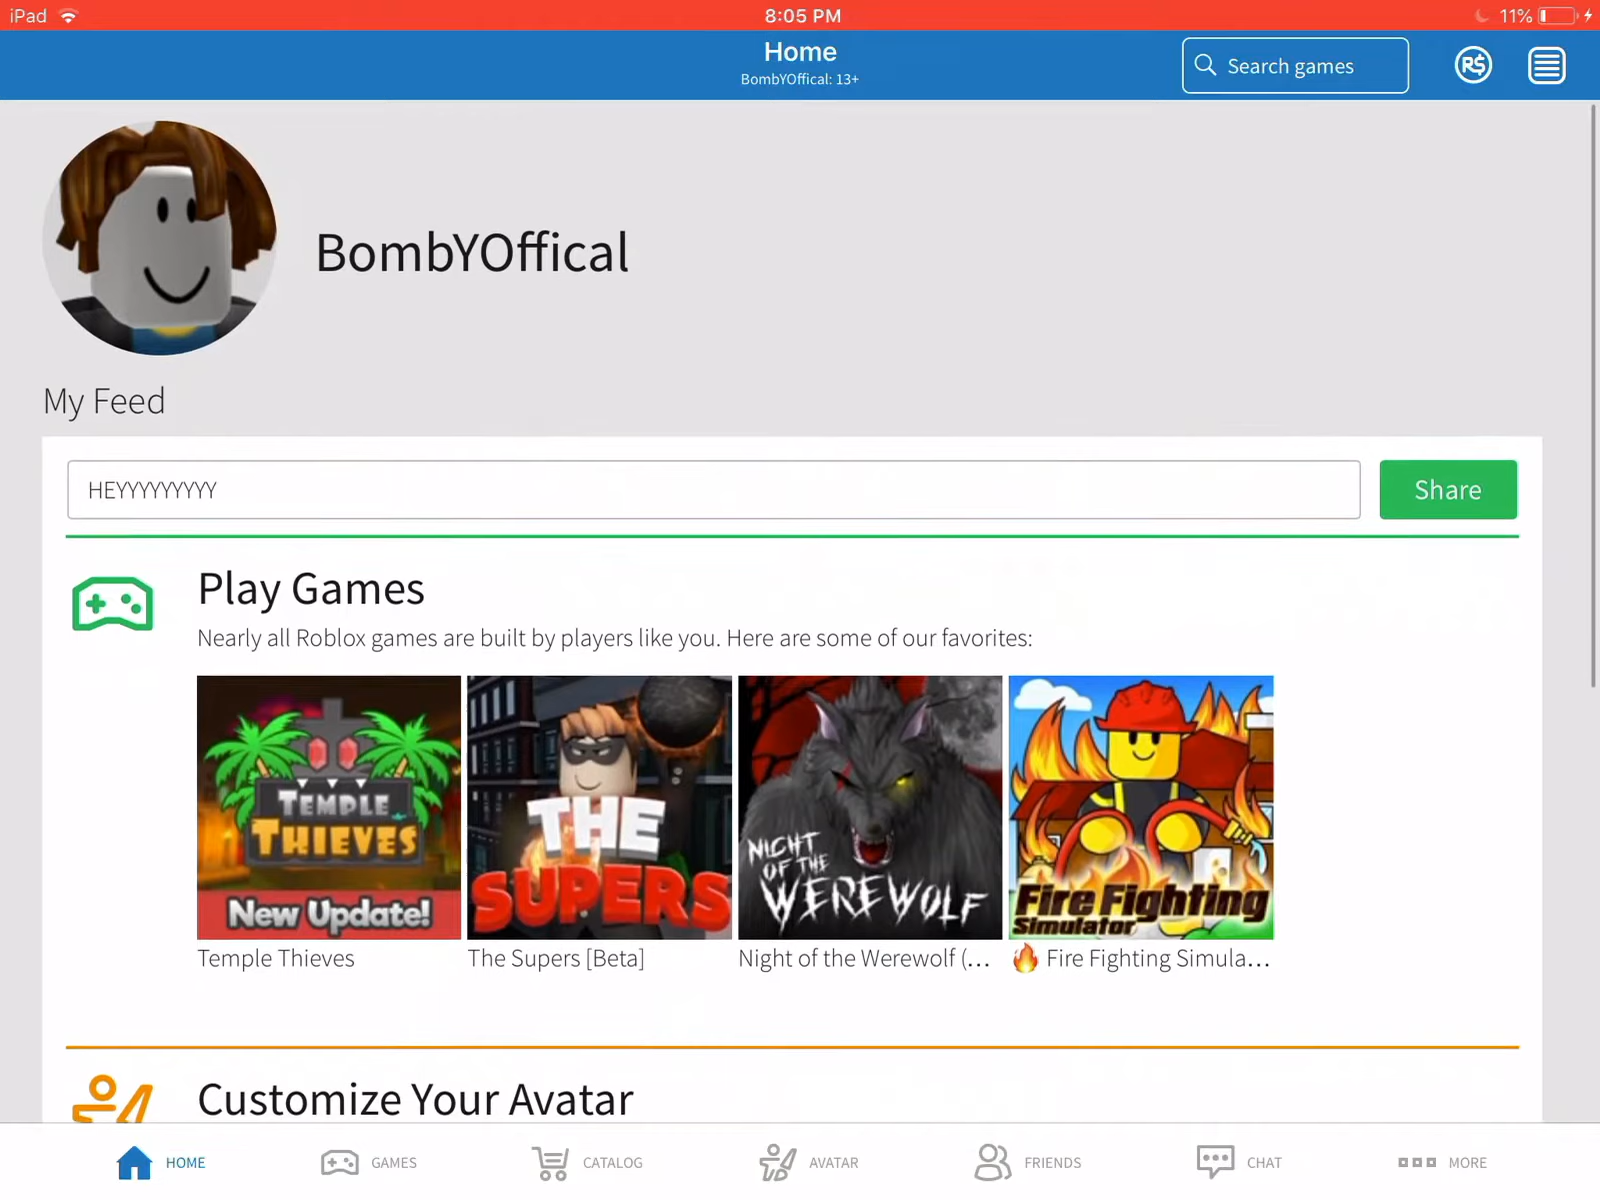 iPad
8:05 PM
11%
Home
BombYOffical: 13+
Search games
R$
BombYOffical
My Feed
HEYYYYYYYYY
Share
Play Games
Nearly all Roblox games are built by players like you. Here are some of our favorites:
TEMPLE
THIEVES
New Update!
THE
SUPERS
NIGHT
OF THE
WEREWOLF
Fire Fighting
Simulator
Temple Thieves
The Supers [Beta]
Night of the Werewolf (...
🔥 Fire Fighting Simula...
Customize Your Avatar
HOME
GAMES
CATALOG
AVATAR
FRIENDS
CHAT
MORE